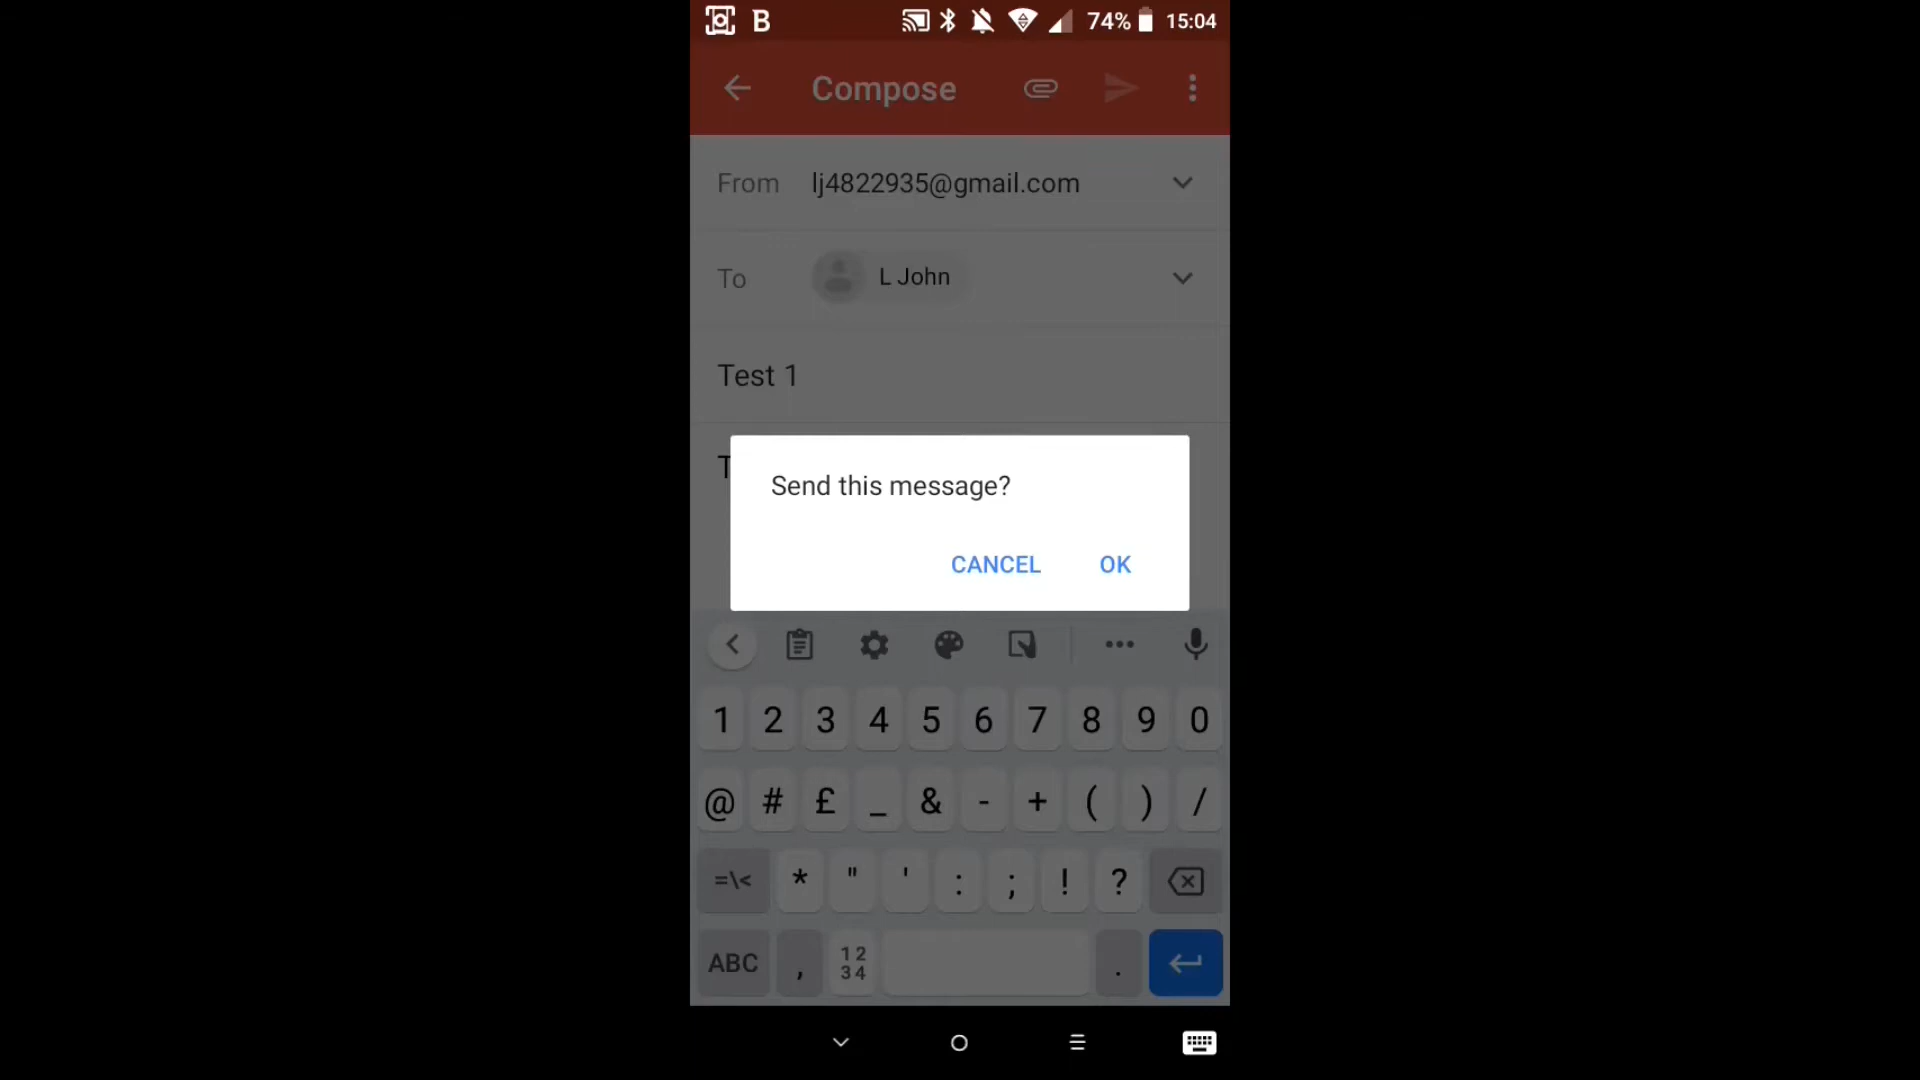 B 74% 15:04
Compose
From lj4822935@gmail.com
To L John
Test 1
T
Send this message?
CANCEL OK
1 2 3 4 5 6 7 8 9 0
@ # £ _ & - + ( ) /
=\< * " ' : ; ! ?
ABC , 12 34 .